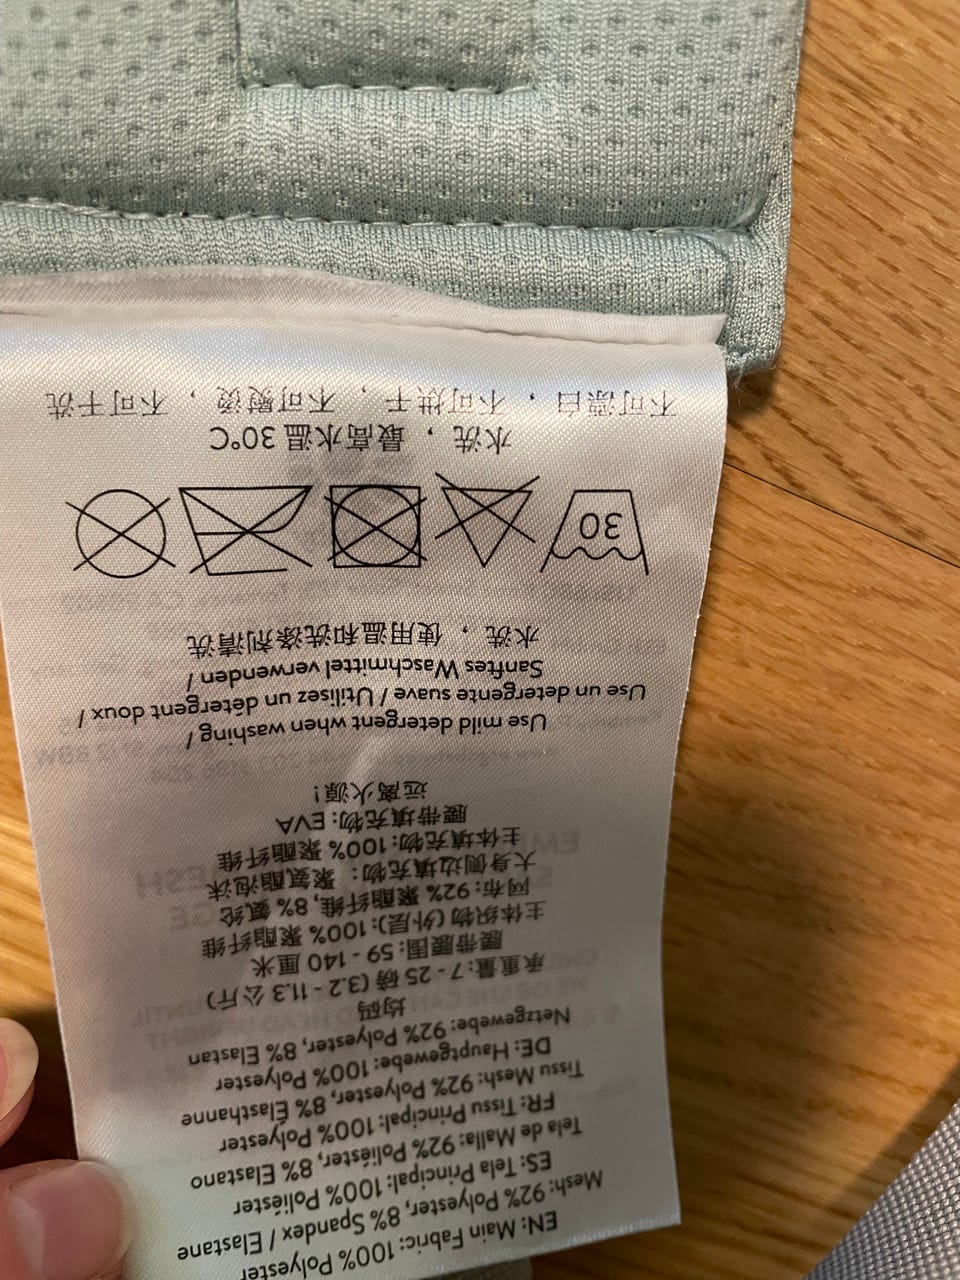 EN: Main Fabric: 100% Polyester
Mesh: 92% Polyester, 8% Spandex / Elastane
ES: Tela Principal: 100% Poliéster
Tela de Malla: 92% Poliéster, 8% Elastano
FR: Tissu Principal: 100% Polyester
Tissu Mesh: 92% Polyester, 8% Élasthanne
DE: Hauptgewebe: 100% Polyester
Netzgewebe: 92% Polyester, 8% Elastan
均码
承重量: 7 - 25 磅 (3.2 - 11.3 公斤)
腰带腰围: 59 - 140 厘米
主体织物 (外层): 100% 聚酯纤维
网布: 92% 聚酯纤维, 8% 氨纶
大身侧边填充物: 聚氨酯泡沫
主体填充物: 100% 聚酯纤维
腰带填充物: EVA
远离火源!
Use mild detergent when washing /
Use un detergente suave / Utilisez un détergent doux /
Sanftes Waschmittel verwenden /
水洗，使用温和洗涤剂清洗
30
水洗，最高水温 30°C
不可漂白，不可烘干，不可熨烫，不可干洗